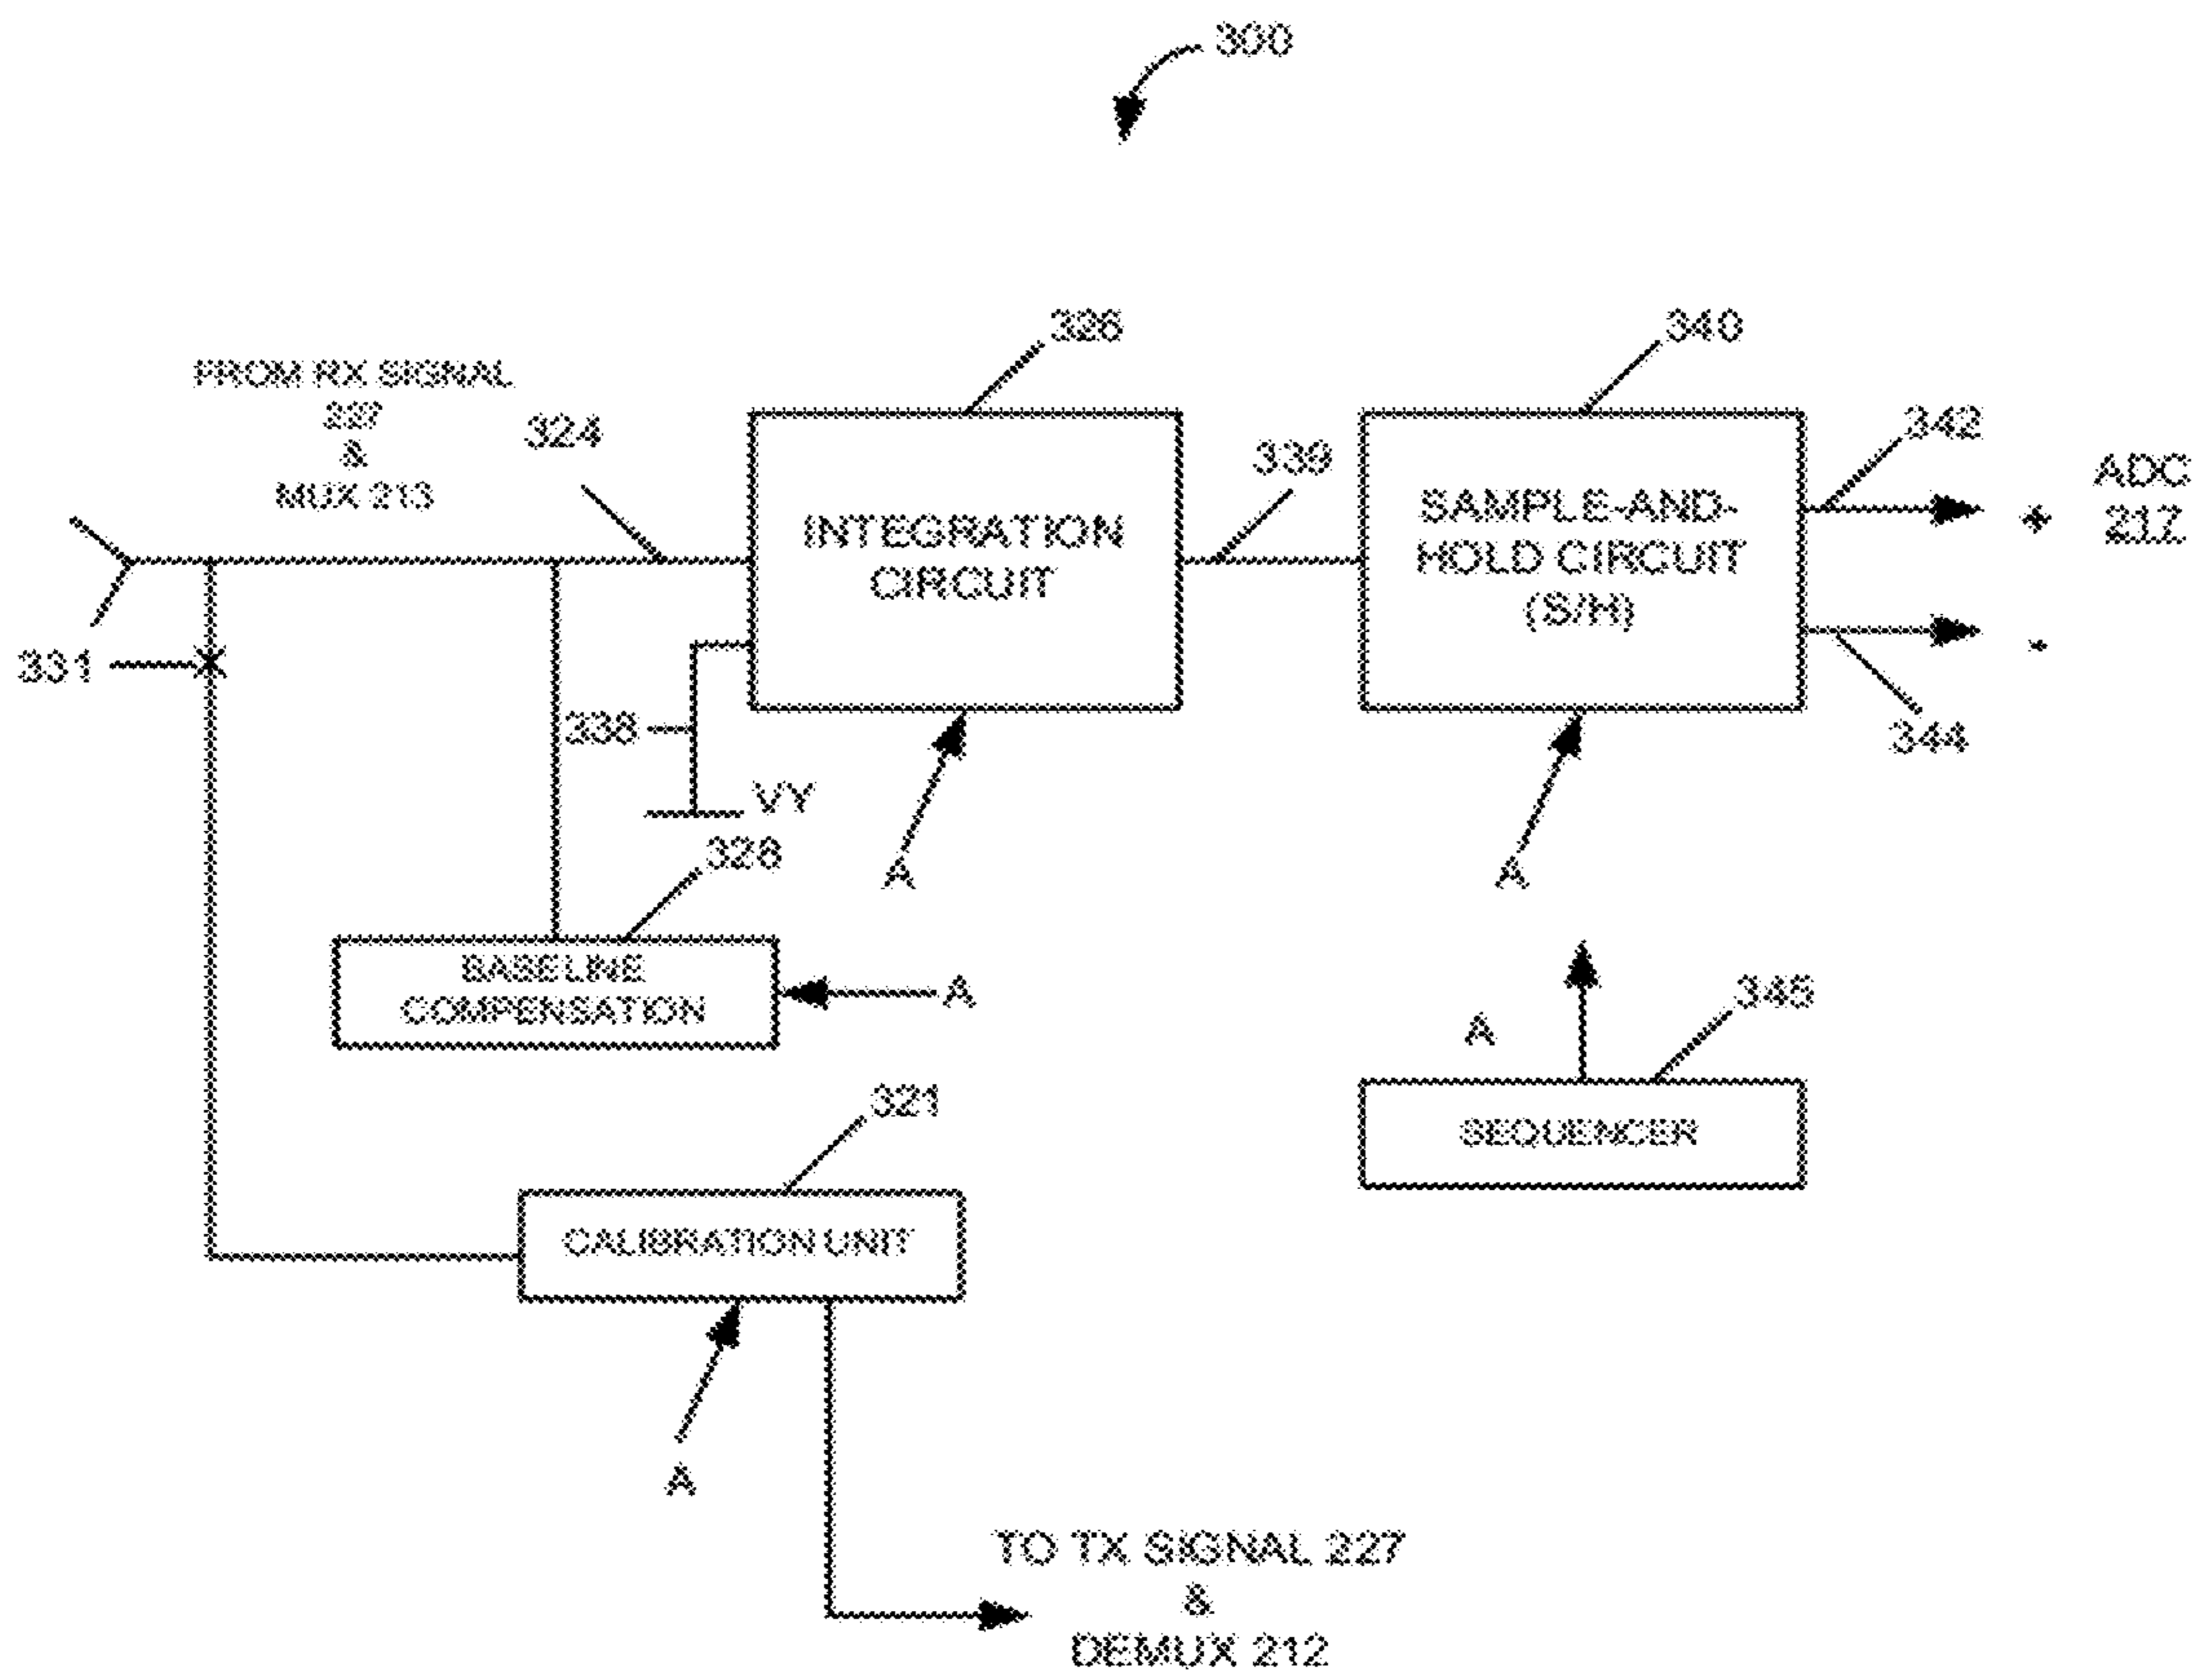 300
326
340
FROM RX SIGNAL
227
&
MUX 213
324
339
342
ADC
217
+
-
INTEGRATION
CIRCUIT
SAMPLE-AND-
HOLD CIRCUIT
(S/H)
331
338
344
VY
328
A
A
BASELINE
COMPENSATION
A
A
345
SEQUENCER
321
CALIBRATION UNIT
A
TO TX SIGNAL 227
&
DEMUX 212